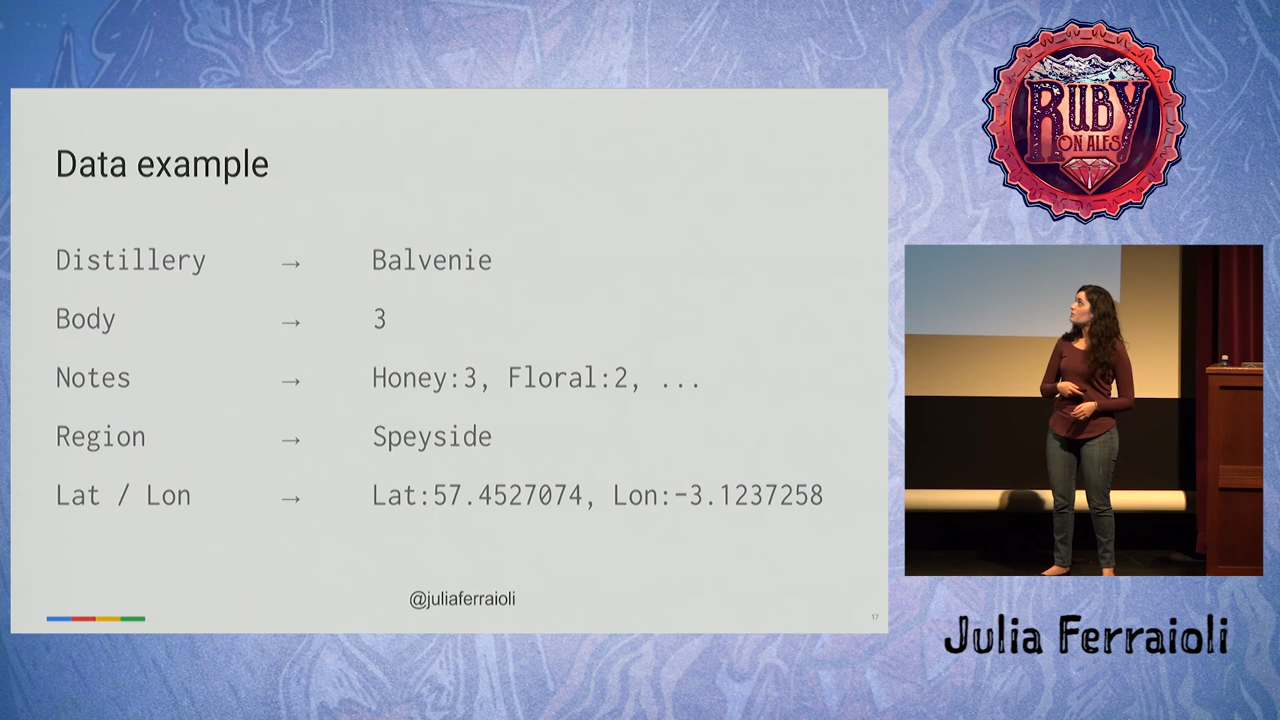 Data example
Distillery → Balvenie
Body → 3
Notes → Honey:3, Floral:2, ...
Region → Speyside
Lat / Lon → Lat:57.4527074, Lon:-3.1237258
@juliaferraioli
17
RUBY
ON ALES
Julia Ferraioli